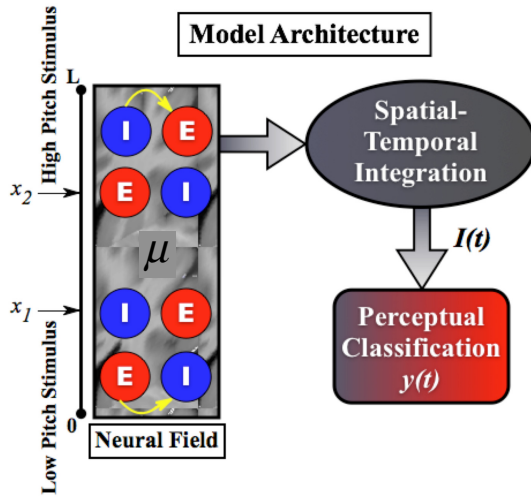 Model Architecture
High Pitch Stimulus
Low Pitch Stimulus
L
x2
x1
0
I E
E I
μ
I E
E I
Neural Field
Spatial-
Temporal
Integration
I(t)
Perceptual
Classification
y(t)